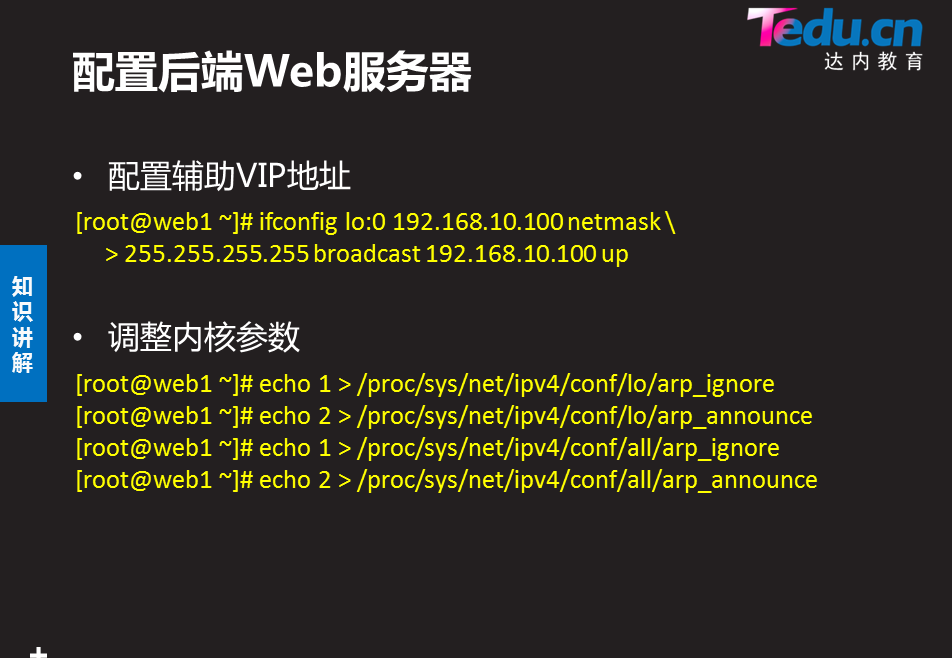 Tedu.cn
达内教育
配置后端Web服务器
• 配置辅助VIP地址
[root@web1 ~]# ifconfig lo:0 192.168.10.100 netmask \
> 255.255.255.255 broadcast 192.168.10.100 up
知识讲解
• 调整内核参数
[root@web1 ~]# echo 1 > /proc/sys/net/ipv4/conf/lo/arp_ignore
[root@web1 ~]# echo 2 > /proc/sys/net/ipv4/conf/lo/arp_announce
[root@web1 ~]# echo 1 > /proc/sys/net/ipv4/conf/all/arp_ignore
[root@web1 ~]# echo 2 > /proc/sys/net/ipv4/conf/all/arp_announce
+